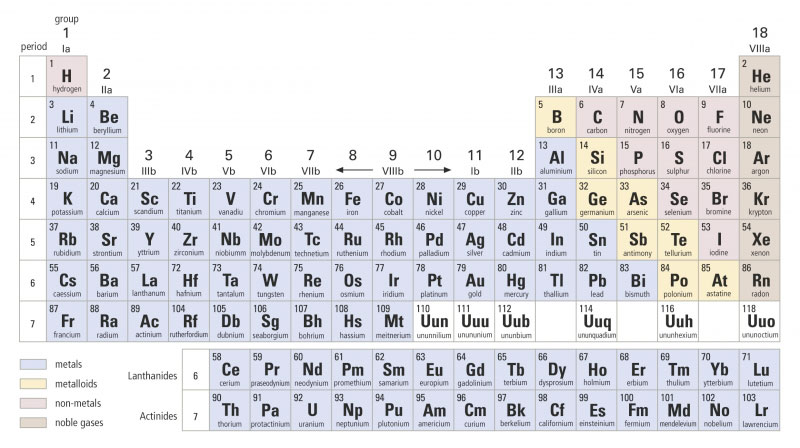 group
1 18
period Ia VIIIa
1 1 H hydrogen 2 13 14 15 16 17 2 He helium
IIa IIIa IVa Va VIa VIIa
2 3 Li lithium 4 Be beryllium 5 B boron 6 C carbon 7 N nitrogen 8 O oxygen 9 F fluorine 10 Ne neon
3 11 Na sodium 12 Mg magnesium 3 4 5 6 7 8 9 10 11 12 13 Al aluminium 14 Si silicon 15 P phosphorus 16 S sulphur 17 Cl chlorine 18 Ar argon
IIIb IVb Vb VIb VIIb VIIIb Ib IIb
4 19 K potassium 20 Ca calcium 21 Sc scandium 22 Ti titanium 23 V vanadiu 24 Cr chromium 25 Mn manganese 26 Fe iron 27 Co cobalt 28 Ni nickel 29 Cu copper 30 Zn zinc 31 Ga gallium 32 Ge germanium 33 As arsenic 34 Se selenium 35 Br bromine 36 Kr krypton
5 37 Rb rubidium 38 Sr strontium 39 Y yttrium 40 Zr zirconium 41 Nb niobiumm 42 Mo molybdenum 43 Tc technetium 44 Ru ruthenium 45 Rh rhodium 46 Pd palladium 47 Ag silver 48 Cd cadmium 49 In indium 50 Sn tin 51 Sb antimony 52 Te tellurium 53 I iodine 54 Xe xenon
6 55 Cs caessium 56 Ba barium 57 La lanthanum 72 Hf hafnium 73 Ta tantalum 74 W tungsten 75 Re rhenium 76 Os osmium 77 Ir iridium 78 Pt platinum 79 Au gold 80 Hg mercury 81 Tl thallium 82 Pb lead 83 Bi bismuth 84 Po polonium 85 At astatine 86 Rn radon
7 87 Fr francium 88 Ra radium 89 Ac actinium 104 Rf rutherfordium 105 Db dubnium 106 Sg seaborgium 107 Bh bohrium 108 Hs hassium 109 Mt meitnerium 110 Uun ununnilium 111 Uuu unununium 112 Uub ununbium 114 Uuq ununquadium 116 Uuh ununhexium 118 Uuo ununoctium
metals
metalloids
non-metals
noble gases
Lanthanides 6 58 Ce cerium 59 Pr praseodynium 60 Nd neodynium 61 Pm promethium 62 Sm samarium 63 Eu europium 64 Gd gadolinium 65 Tb terbium 66 Dy dysprosium 67 Ho holmium 68 Er erbium 69 Tm thulium 70 Yb ytterbium 71 Lu lutetium
Actinides 7 90 Th thorium 91 Pa protactinium 92 U uranium 93 Np neptunium 94 Pu plutonium 95 Am americium 96 Cm curium 97 Bk berkelium 98 Cf californium 99 Es einsteinium 100 Fm fermium 101 Md mendelevium 102 No nobelium 103 Lr lawrencium